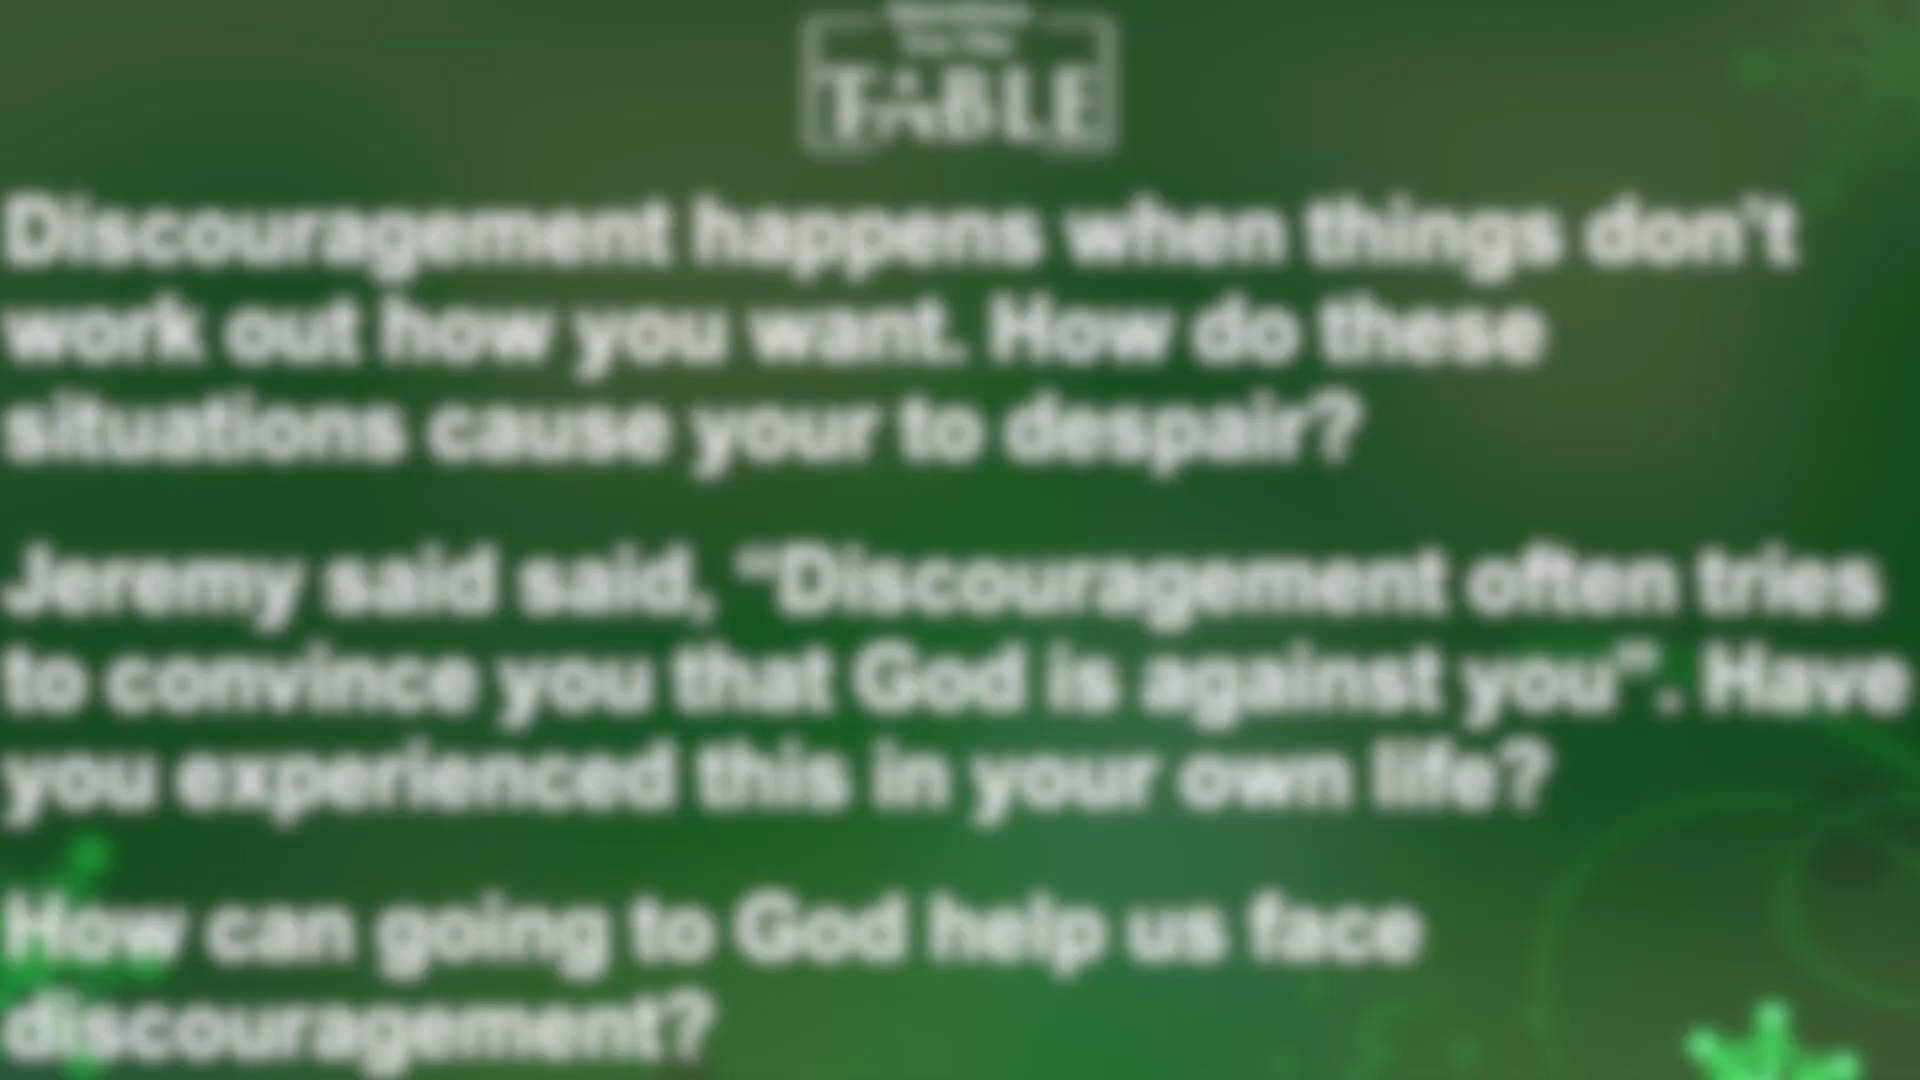 TABLE
Discouragement happens when things don't
work out how you want. How do these
situations cause your to despair?
Jeremy said said, "Discouragement often tries
to convince you that God is against you". Have
you experienced this in your own life?
How can going to God help us face
discouragement?